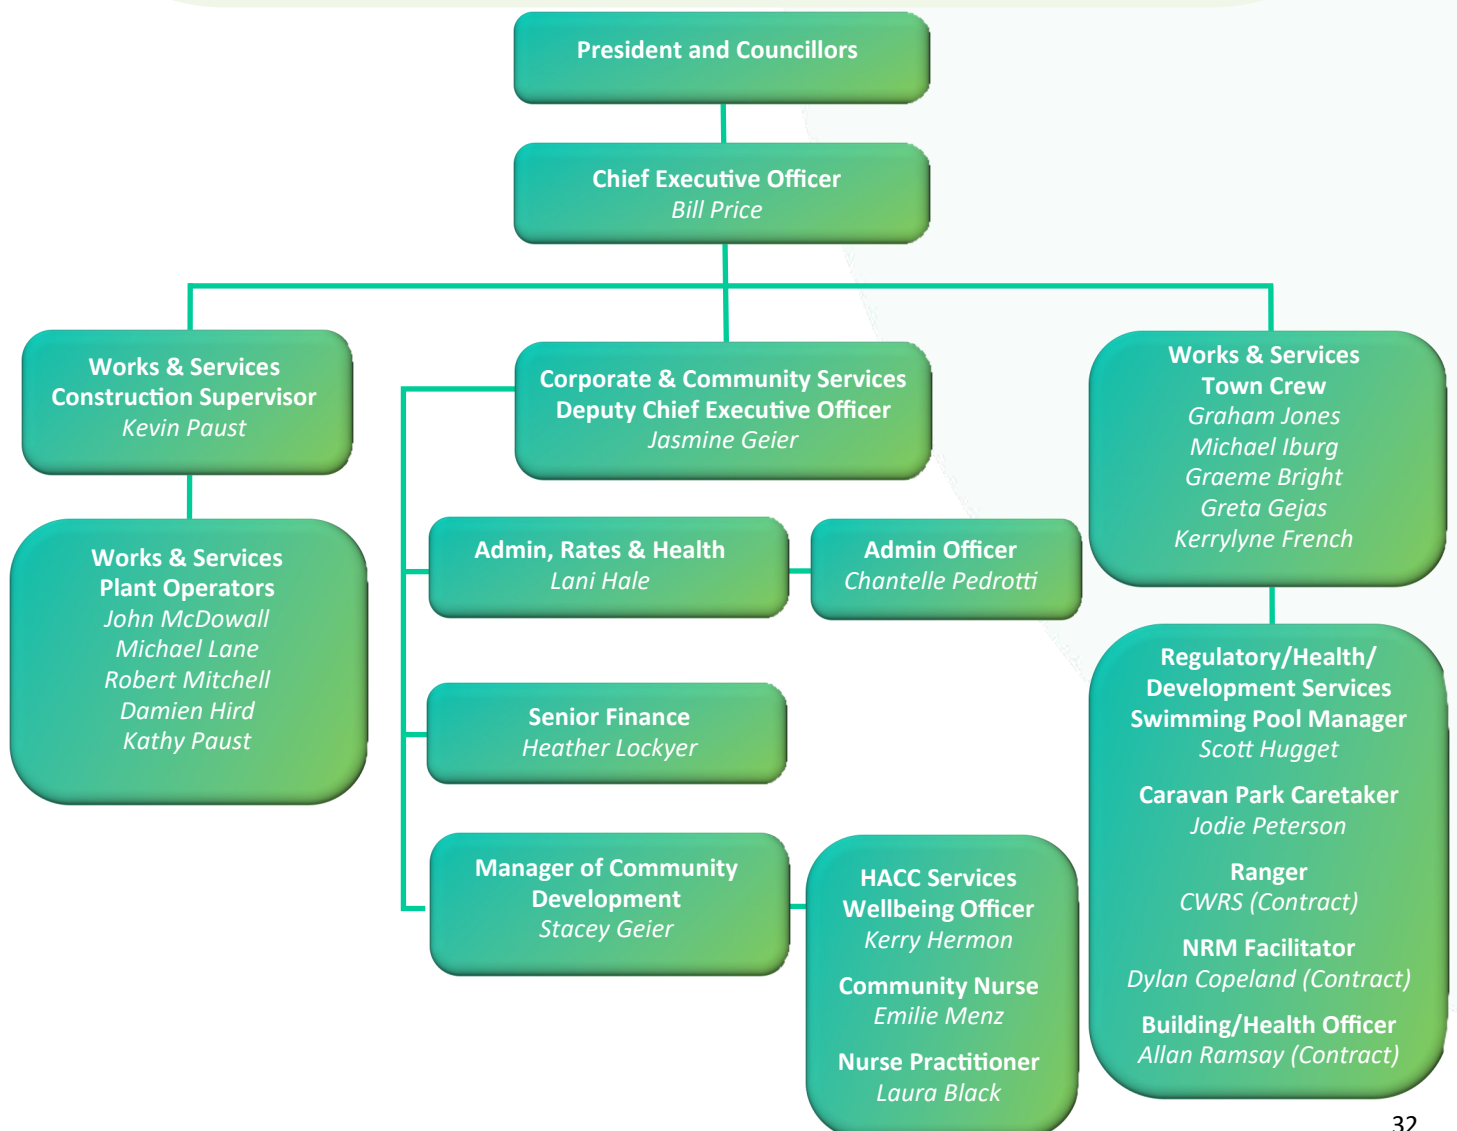 President and Councillors
Chief Executive Officer
Bill Price
Works & Services
Construction Supervisor
Kevin Paust
Works & Services
Plant Operators
John McDowall
Michael Lane
Robert Mitchell
Damien Hird
Kathy Paust
Corporate & Community Services
Deputy Chief Executive Officer
Jasmine Geier
Admin, Rates & Health
Lani Hale
Admin Officer
Chantelle Pedrotti
Senior Finance
Heather Lockyer
Manager of Community
Development
Stacey Geier
HACC Services
Wellbeing Officer
Kerry Hermon
Community Nurse
Emilie Menz
Nurse Practitioner
Laura Black
Works & Services
Town Crew
Graham Jones
Michael Iburg
Graeme Bright
Greta Gejas
Kerrylyne French
Regulatory/Health/
Development Services
Swimming Pool Manager
Scott Hugget
Caravan Park Caretaker
Jodie Peterson
Ranger
CWRS (Contract)
NRM Facilitator
Dylan Copeland (Contract)
Building/Health Officer
Allan Ramsay (Contract)
32